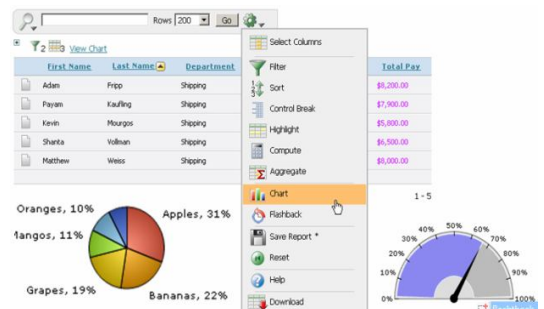 Rows 200 Go
2 3 View Chart
First Name Last Name Department Total Pay
Adam Fripp Shipping $8,200.00
Payam Kaufling Shipping $7,900.00
Kevin Mourgos Shipping $5,800.00
Shanta Vollman Shipping $6,500.00
Matthew Weiss Shipping $8,000.00
1 - 5
Select Columns
Filter
Sort
Control Break
Highlight
Compute
Aggregate
Chart
Flashback
Save Report *
Reset
Help
Download
Oranges, 10%
Apples, 31%
Mangos, 11%
Grapes, 19%
Bananas, 22%
0%
10%
20%
30%
40%
50%
60%
70%
80%
90%
100%